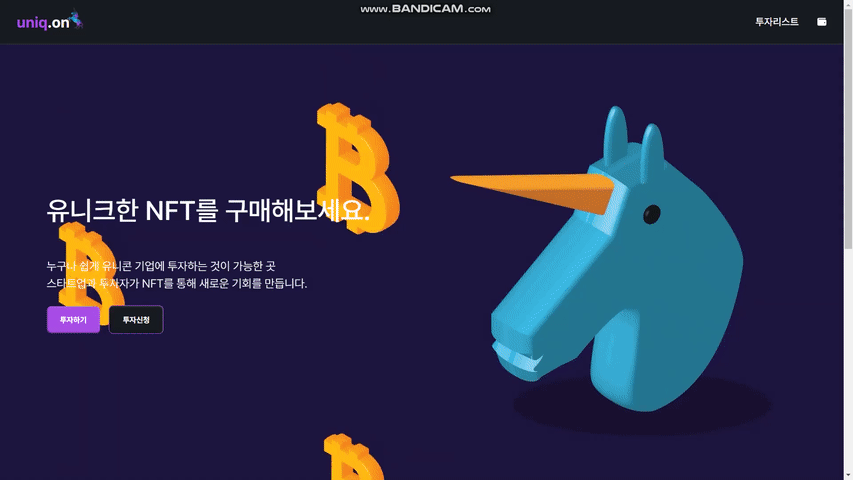 www.BANDICAM.com
uniq.on
투자리스트
유니크한 NFT를 구매해보세요.
누구나 쉽게 유니콘 기업에 투자하는 것이 가능한 곳
스타트업과 투자자가 NFT를 통해 새로운 기회를 만듭니다.
투자하기
투자신청